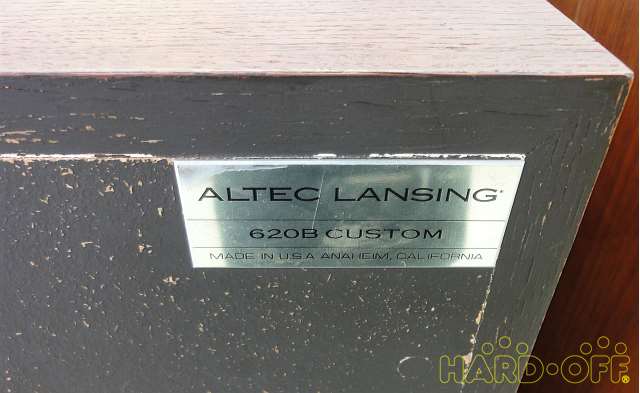 ALTEC LANSING
620B CUSTOM
MADE IN U.S.A ANAHEIM, CALIFORNIA
HARD-OFF